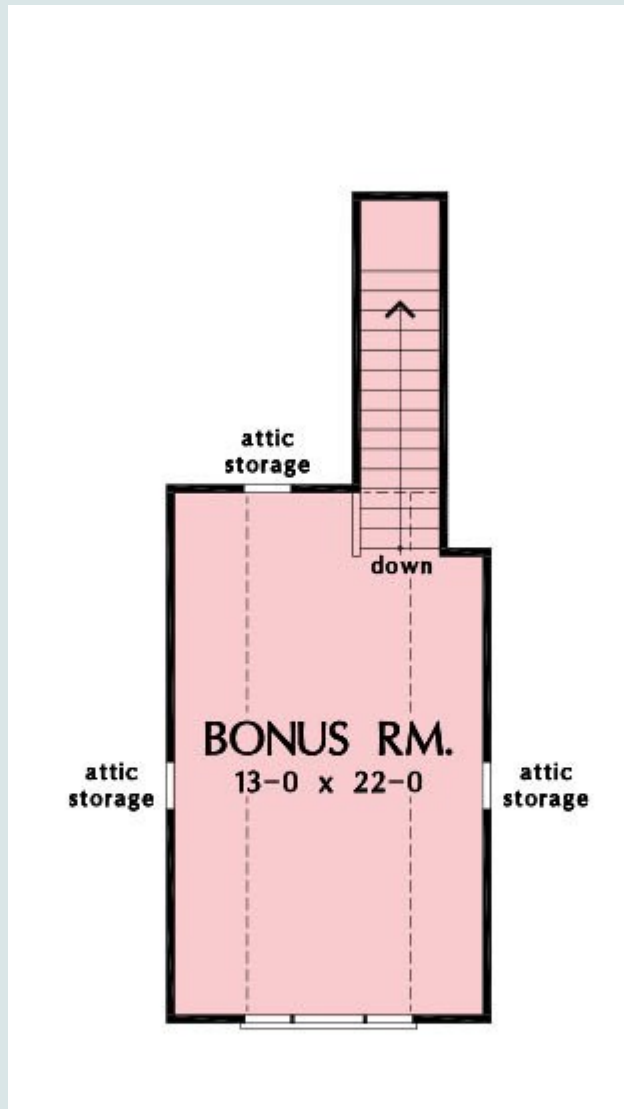 attic
storage
down
BONUS RM.
13-0 x 22-0
attic
storage
attic
storage